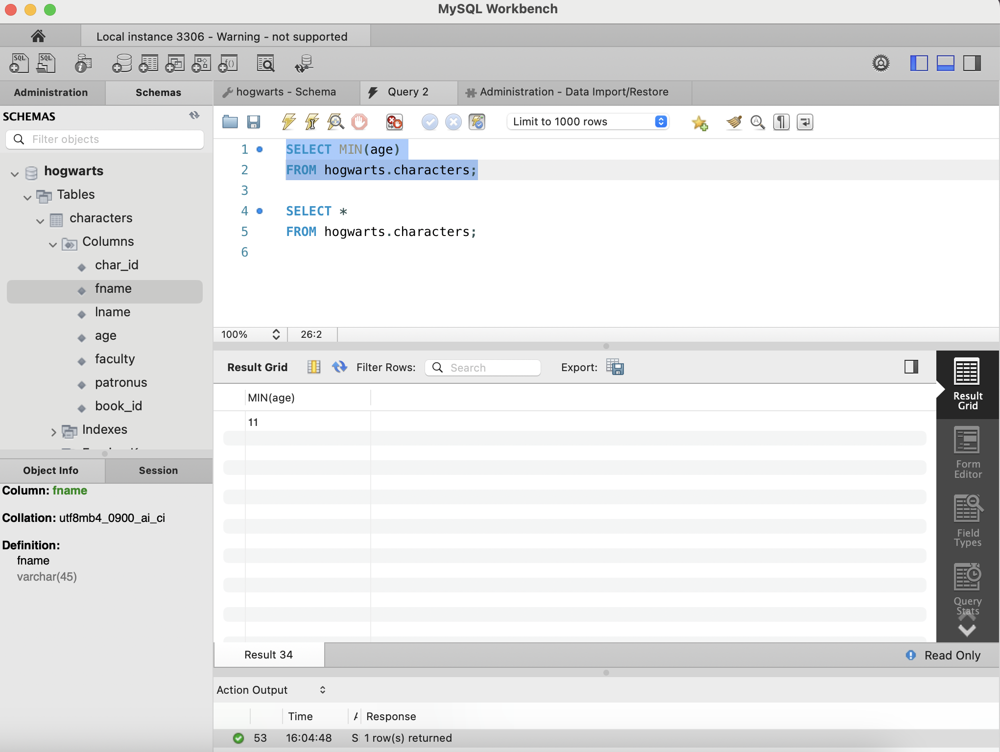 MySQL Workbench
Local instance 3306 - Warning - not supported
SQL
SQL
Administration
Schemas
hogwarts - Schema
Query 2
Administration - Data Import/Restore
SCHEMAS
Filter objects
Limit to 1000 rows
hogwarts
Tables
characters
Columns
char_id
fname
lname
age
faculty
patronus
book_id
Indexes
1 SELECT MIN(age)
2 FROM hogwarts.characters;
3
4 SELECT *
5 FROM hogwarts.characters;
6
100%
26:2
Object Info
Session
Column: fname
Collation: utf8mb4_0900_ai_ci
Definition:
fname
varchar(45)
Result Grid
Filter Rows:
Search
Export:
MIN(age)
11
Result
Grid
Form
Editor
Field
Types
Query
Stats
Result 34
Read Only
Action Output
Time
Response
53
16:04:48
1 row(s) returned